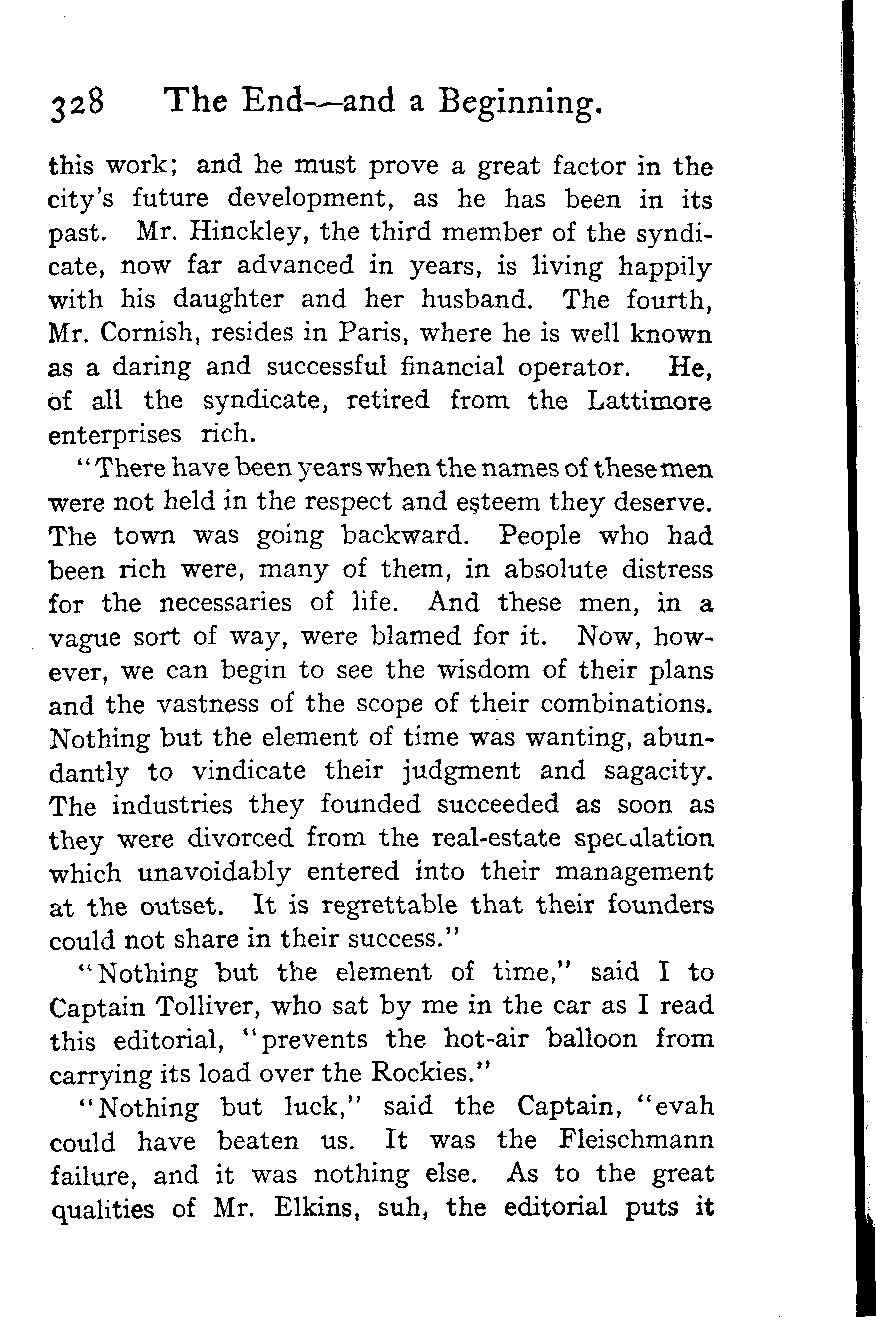 328 The End—and a Beginning.
this work; and he must prove a great factor in the
city's future development, as he has been in its
past. Mr. Hinckley, the third member of the syndi-
cate, now far advanced in years, is living happily
with his daughter and her husband. The fourth,
Mr. Cornish, resides in Paris, where he is well known
as a daring and successful financial operator. He,
of all the syndicate, retired from the Lattimore
enterprises rich.
"There have been years when the names of these men
were not held in the respect and esteem they deserve.
The town was going backward. People who had
been rich were, many of them, in absolute distress
for the necessaries of life. And these men, in a
vague sort of way, were blamed for it. Now, how-
ever, we can begin to see the wisdom of their plans
and the vastness of the scope of their combinations.
Nothing but the element of time was wanting, abun-
dantly to vindicate their judgment and sagacity.
The industries they founded succeeded as soon as
they were divorced from the real-estate speculation
which unavoidably entered into their management
at the outset. It is regrettable that their founders
could not share in their success."
"Nothing but the element of time," said I to
Captain Tolliver, who sat by me in the car as I read
this editorial, "prevents the hot-air balloon from
carrying its load over the Rockies."
"Nothing but luck," said the Captain, "evah
could have beaten us. It was the Fleischmann
failure, and it was nothing else. As to the great
qualities of Mr. Elkins, suh, the editorial puts it